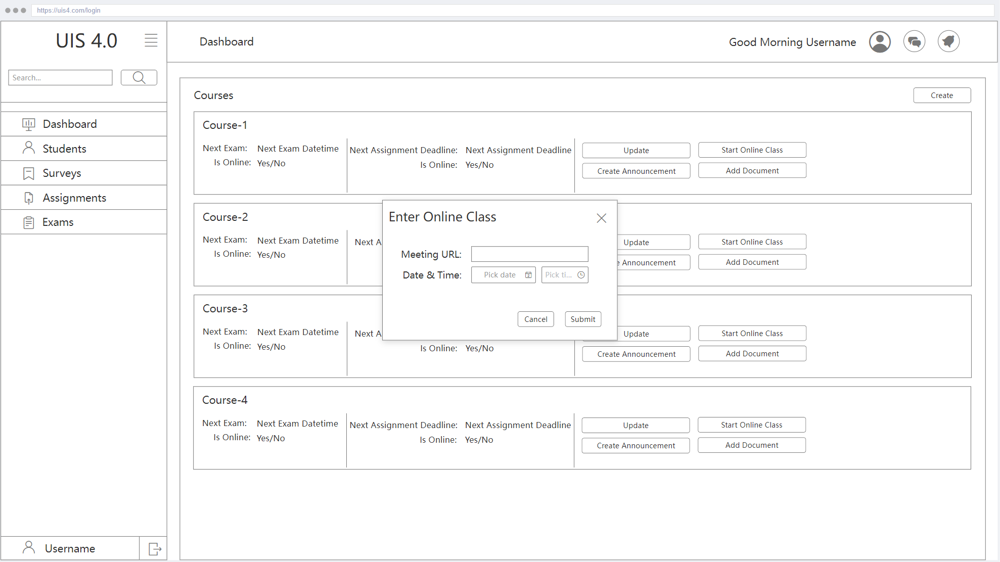 https://uis4.com/login
UIS 4.0
Dashboard
Good Morning Username
Search...
Dashboard
Students
Surveys
Assignments
Exams
Username
Courses
Create
Course-1
Next Exam: Next Exam Datetime
Is Online: Yes/No
Next Assignment Deadline: Next Assignment Deadline
Is Online: Yes/No
Update
Start Online Class
Create Announcement
Add Document
Course-2
Next Exam: Next Exam Datetime
Is Online: Yes/No
Next A
Update
Start Online Class
e Announcement
Add Document
Enter Online Class
Meeting URL:
Date & Time: Pick date 2 Pick ti...
Cancel
Submit
Course-3
Next Exam: Next Exam Datetime
Is Online: Yes/No
Next A
Is Online: Yes/No
Update
Start Online Class
Create Announcement
Add Document
Course-4
Next Exam: Next Exam Datetime
Is Online: Yes/No
Next Assignment Deadline: Next Assignment Deadline
Is Online: Yes/No
Update
Start Online Class
Create Announcement
Add Document